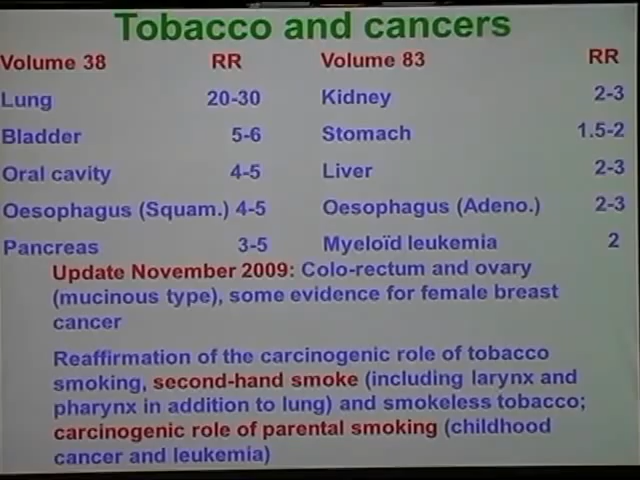 Tobacco and cancers
Volume 38 RR Volume 83 RR
Lung 20-30 Kidney 2-3
Bladder 5-6 Stomach 1.5-2
Oral cavity 4-5 Liver 2-3
Oesophagus (Squam.) 4-5 Oesophagus (Adeno.) 2-3
Pancreas 3-5 Myeloïd leukemia 2
Update November 2009: Colo-rectum and ovary
(mucinous type), some evidence for female breast
cancer
Reaffirmation of the carcinogenic role of tobacco
smoking, second-hand smoke (including larynx and
pharynx in addition to lung) and smokeless tobacco;
carcinogenic role of parental smoking (childhood
cancer and leukemia)